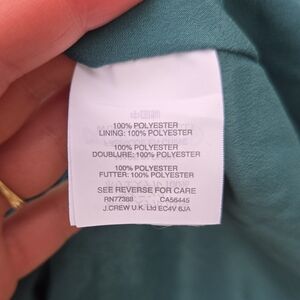 100% POLYESTER
LINING: 100% POLYESTER
100% POLYESTER
DOUBLURE: 100% POLYESTER
100% POLYESTER
FUTTER: 100% POLYESTER
SEE REVERSE FOR CARE
RN77388 CA56445
J.CREW U.K. Ltd EC4V 6JA